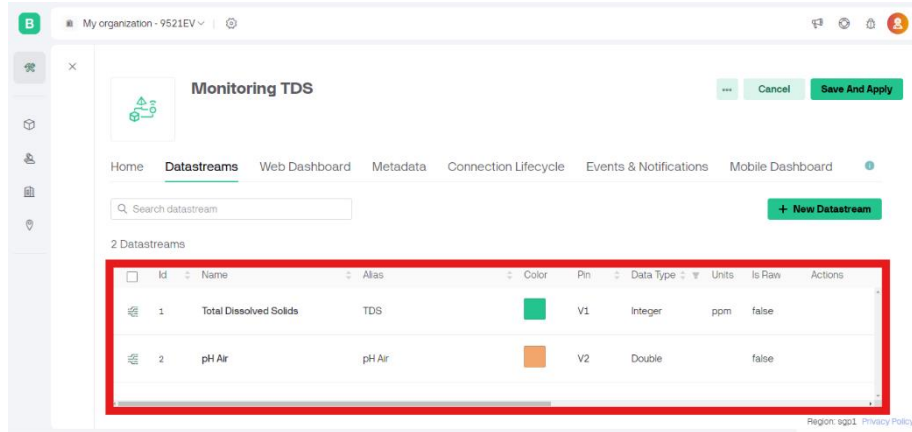 B My organization - 9521EV
Monitoring TDS
... Cancel Save And Apply
Home Datastreams Web Dashboard Metadata Connection Lifecycle Events & Notifications Mobile Dashboard
Search datastream
+ New Datastream
2 Datastreams
Id Name Alias Color Pin Data Type Units Is Raw Actions
1 Total Dissolved Solids TDS V1 Integer ppm false
2 pH Air pH Air V2 Double false
Region: sgp1 Privacy Policy